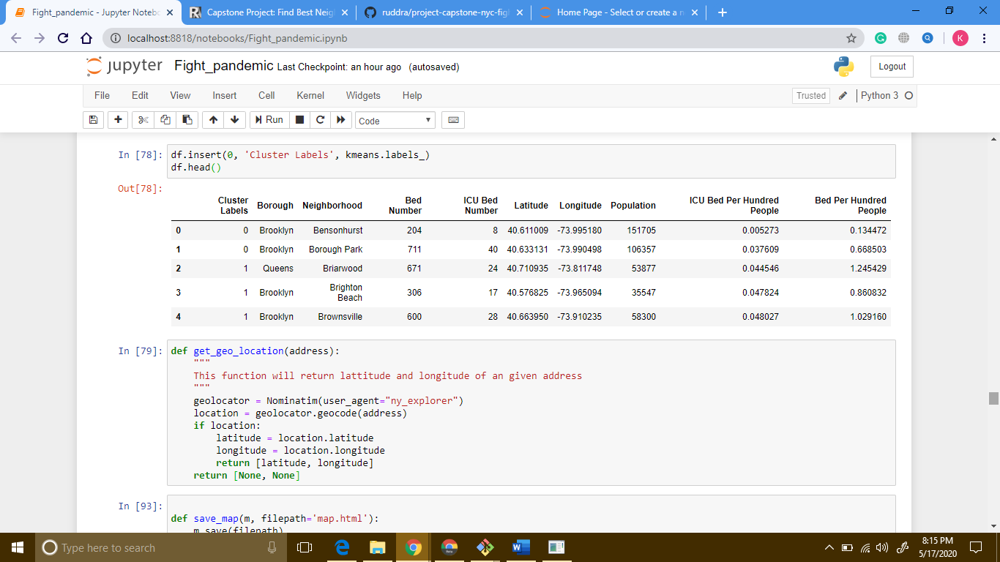 Fight_pandemic - Jupyter Notebo
Capstone Project: Find Best Neig
ruddra/project-capstone-nyc-fig
Home Page - Select or create a n
localhost:8818/notebooks/Fight_pandemic.ipynb
K
jupyter Fight_pandemic Last Checkpoint: an hour ago (autosaved)
Logout
File Edit View Insert Cell Kernel Widgets Help
Trusted Python 3
Run Code
In [78]: df.insert(0, 'Cluster Labels', kmeans.labels_)
df.head()
Out[78]:
Cluster Labels Borough Neighborhood Bed Number ICU Bed Number Latitude Longitude Population ICU Bed Per Hundred People Bed Per Hundred People
0 0 Brooklyn Bensonhurst 204 8 40.611009 -73.995180 151705 0.005273 0.134472
1 0 Brooklyn Borough Park 711 40 40.633131 -73.990498 106357 0.037609 0.668503
2 1 Queens Briarwood 671 24 40.710935 -73.811748 53877 0.044546 1.245429
3 1 Brooklyn Brighton Beach 306 17 40.576825 -73.965094 35547 0.047824 0.860832
4 1 Brooklyn Brownsville 600 28 40.663950 -73.910235 58300 0.048027 1.029160
In [79]: def get_geo_location(address):
"""
This function will return lattitude and longitude of an given address
"""
geolocator = Nominatim(user_agent="ny_explorer")
location = geolocator.geocode(address)
if location:
latitude = location.latitude
longitude = location.longitude
return [latitude, longitude]
return [None, None]
In [93]:
def save_map(m, filepath='map.html'):
m.save(filepath)
Type here to search
8:15 PM
5/17/2020